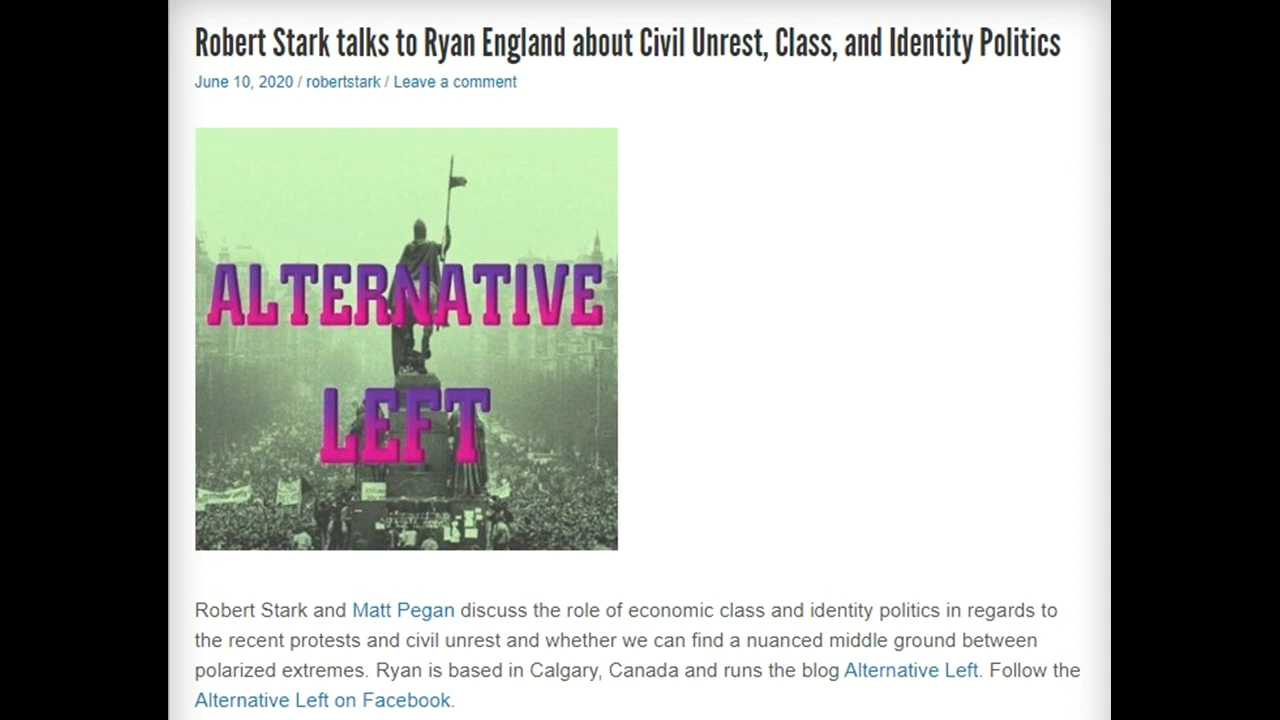 Robert Stark talks to Ryan England about Civil Unrest, Class, and Identity Politics
June 10, 2020 / robertstark / Leave a comment
ALTERNATIVE
LEFT
Robert Stark and Matt Pegan discuss the role of economic class and identity politics in regards to
the recent protests and civil unrest and whether we can find a nuanced middle ground between
polarized extremes. Ryan is based in Calgary, Canada and runs the blog Alternative Left. Follow the
Alternative Left on Facebook.